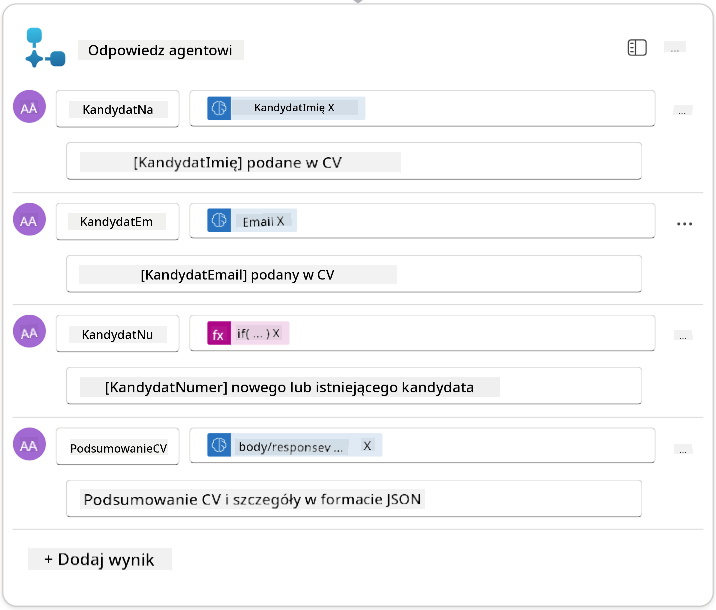 Odpowiedz agentowi
...
AA KandydatNa KandydatImię X ...
[KandydatImię] podane w CV
AA KandydatEm Email X ...
[KandydatEmail] podany w CV
AA KandydatNu fx if( ... ) X ...
[KandydatNumer] nowego lub istniejącego kandydata
AA PodsumowanieCV body/responsev ... X ...
Podsumowanie CV i szczegóły w formacie JSON
+ Dodaj wynik